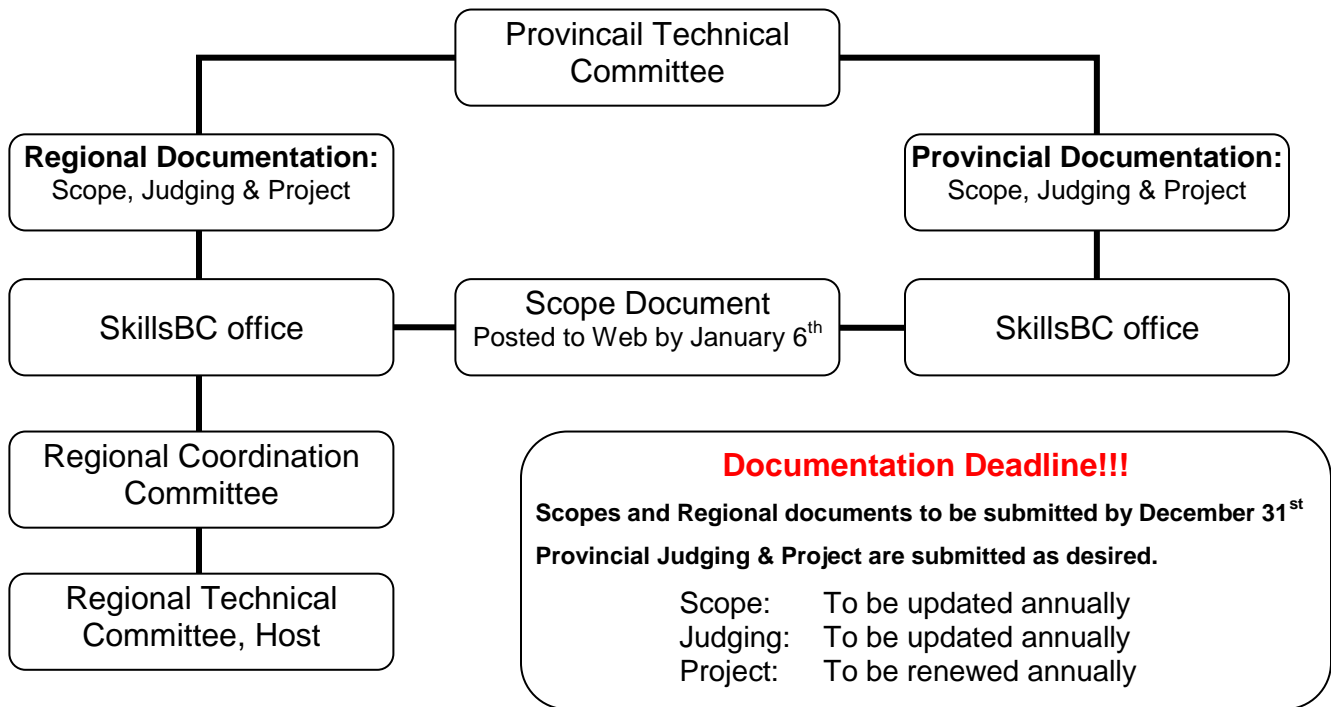 Provincail Technical
Committee
Regional Documentation:
Scope, Judging & Project
Provincial Documentation:
Scope, Judging & Project
SkillsBC office
Scope Document
Posted to Web by January 6th
SkillsBC office
Regional Coordination
Committee
Regional Technical
Committee, Host
Documentation Deadline!!!
Scopes and Regional documents to be submitted by December 31st
Provincial Judging & Project are submitted as desired.
Scope: To be updated annually
Judging: To be updated annually
Project: To be renewed annually